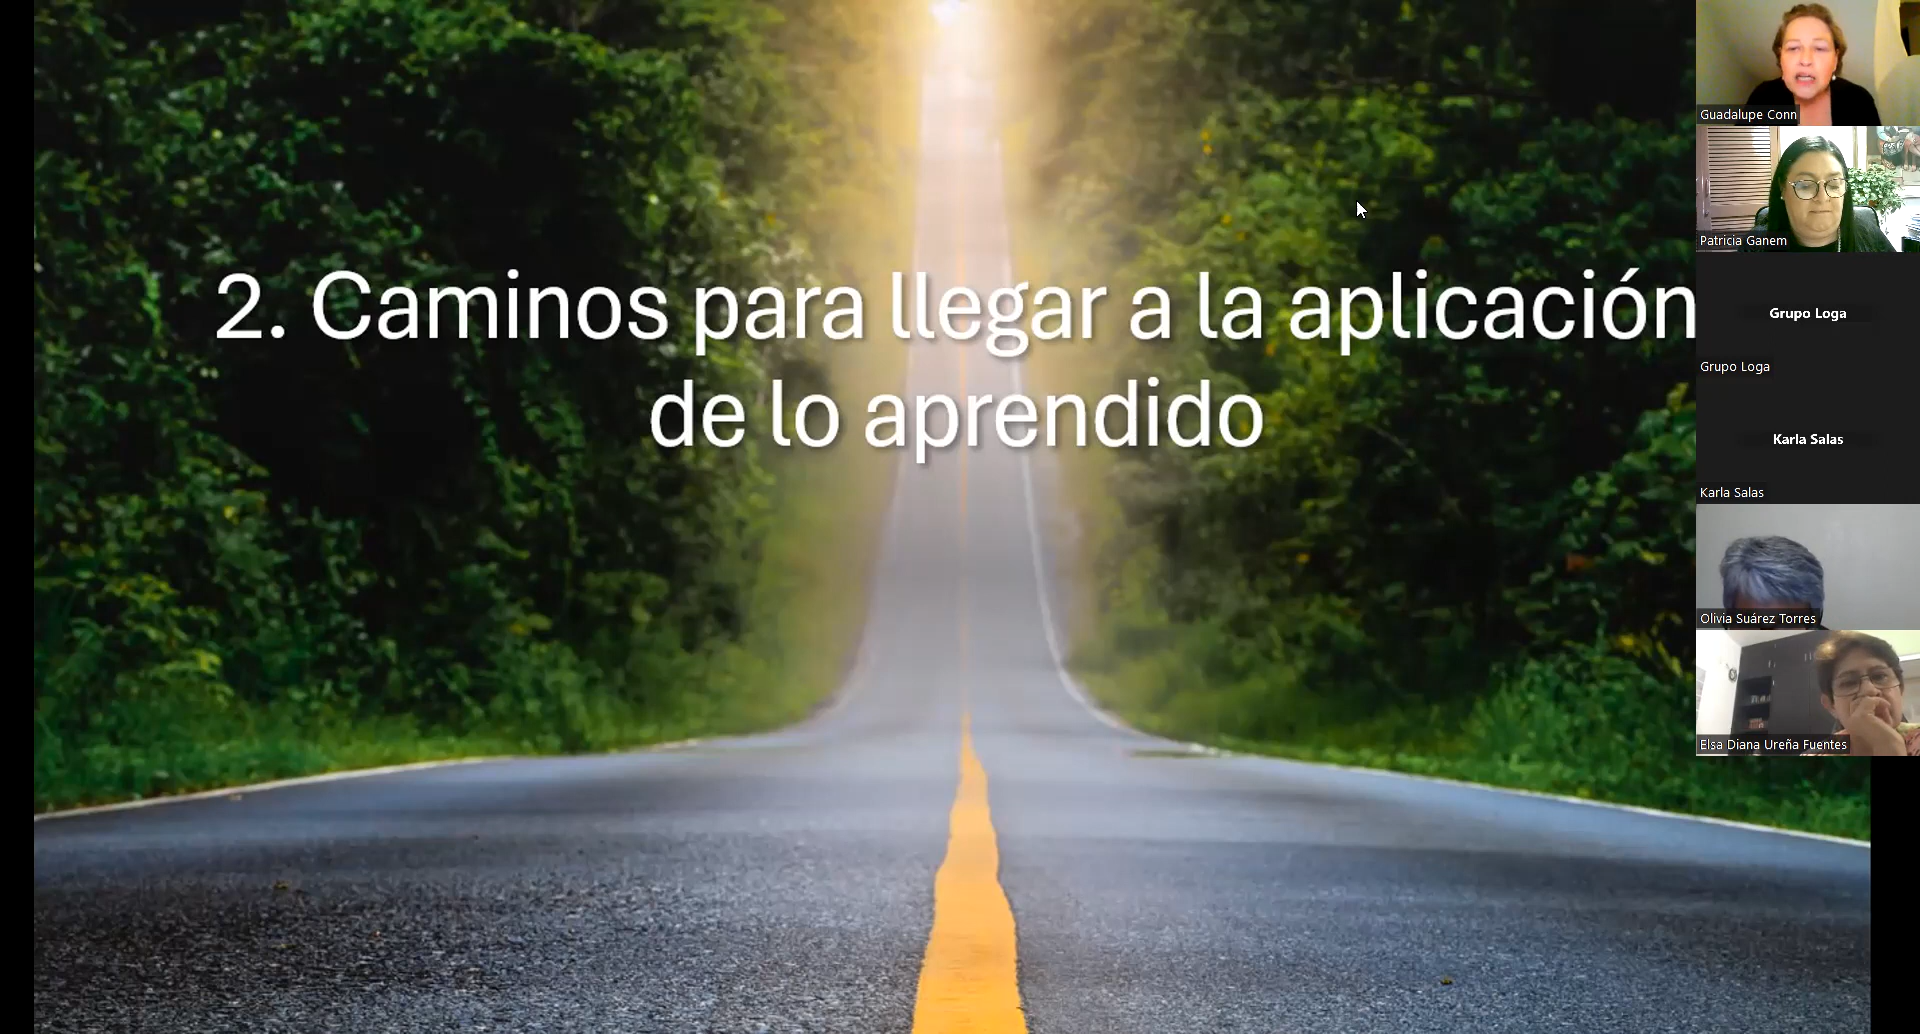 2. Caminos para llegar a la aplicación
de lo aprendido
Guadalupe Conn
Patricia Ganem
Grupo Loga
Grupo Loga
Karla Salas
Karla Salas
Olivia Suárez Torres
Elsa Diana Ureña Fuentes